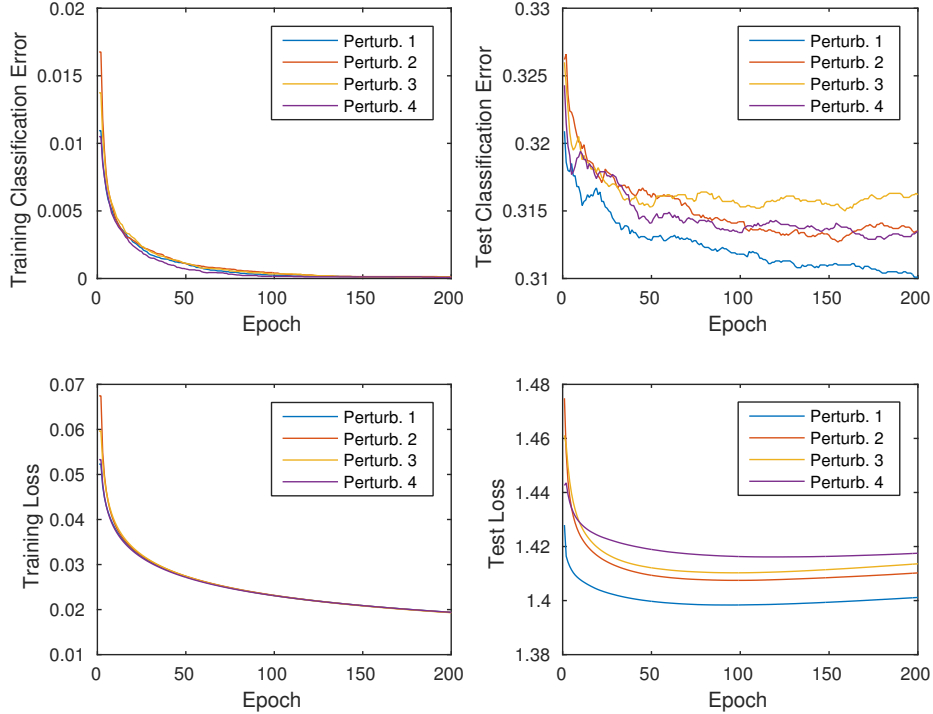 Training Classification Error
0.02
0.015
0.01
0.005
0
0
50
100
150
200
Epoch
Perturb. 1
Perturb. 2
Perturb. 3
Perturb. 4
Test Classification Error
0.33
0.325
0.32
0.315
0.31
0
50
100
150
200
Epoch
Perturb. 1
Perturb. 2
Perturb. 3
Perturb. 4
Training Loss
0.07
0.06
0.05
0.04
0.03
0.02
0.01
0
50
100
150
200
Epoch
Perturb. 1
Perturb. 2
Perturb. 3
Perturb. 4
Test Loss
1.48
1.46
1.44
1.42
1.4
1.38
0
50
100
150
200
Epoch
Perturb. 1
Perturb. 2
Perturb. 3
Perturb. 4